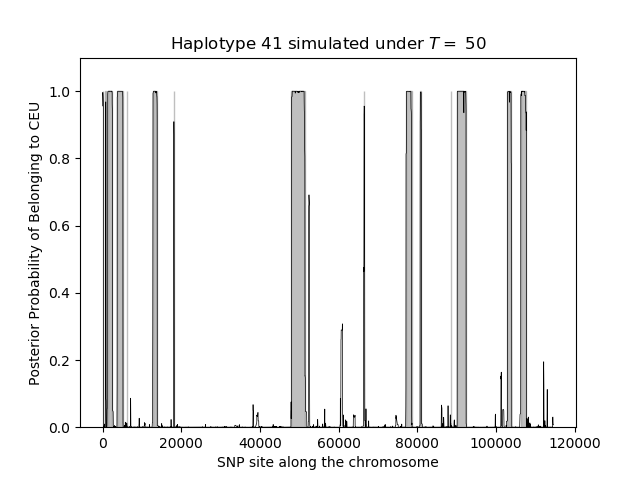 Haplotype 41 simulated under T = 50
Posterior Probability of Belonging to CEU
1.0
0.8
0.6
0.4
0.2
0.0
0 20000 40000 60000 80000 100000 120000
SNP site along the chromosome